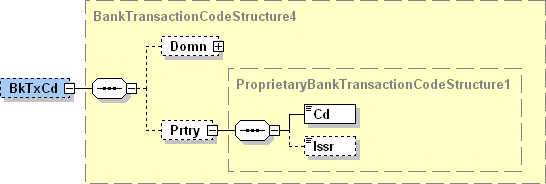 BankTransactionCodeStructure4
Domn
BkTxCd
ProprietaryBankTransactionCodeStructure1
Cd
Prtry
Issr